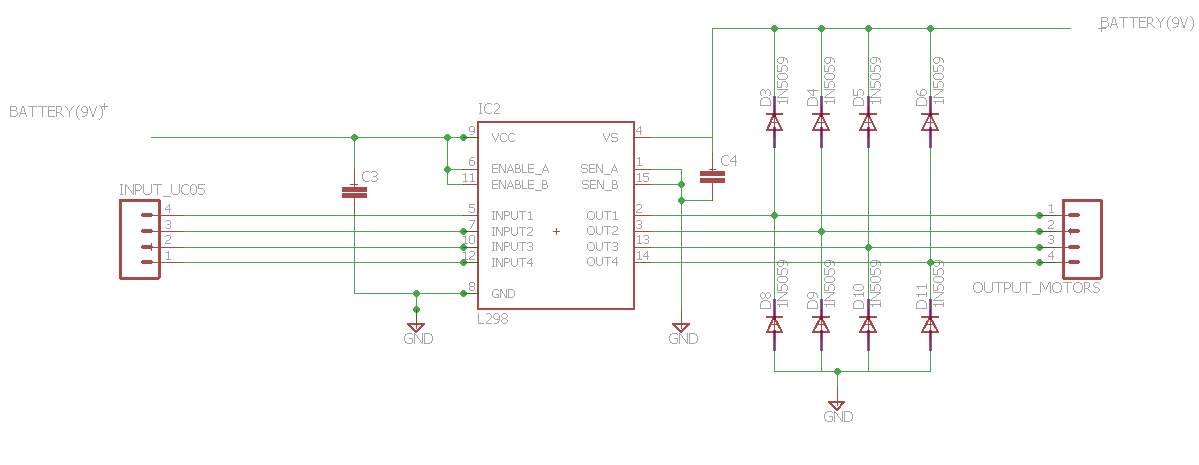 BATTERY(9V)
BATTERY(9V)
INPUT_UC05
4
3
2
1
C3
IC2
9 VCC
6 ENABLE_A
11 ENABLE_B
5 INPUT1
7 INPUT2
10 INPUT3
12 INPUT4
8 GND
VS 4
SEN_A 1
SEN_B 15
OUT1 2
OUT2 3
OUT3 13
OUT4 14
L298
GND
C4
GND
D3 1N5059
D4 1N5059
D5 1N5059
D6 1N5059
D8 1N5059
D9 1N5059
D10 1N5059
D11 1N5059
GND
1
2
3
4
OUTPUT_MOTORS